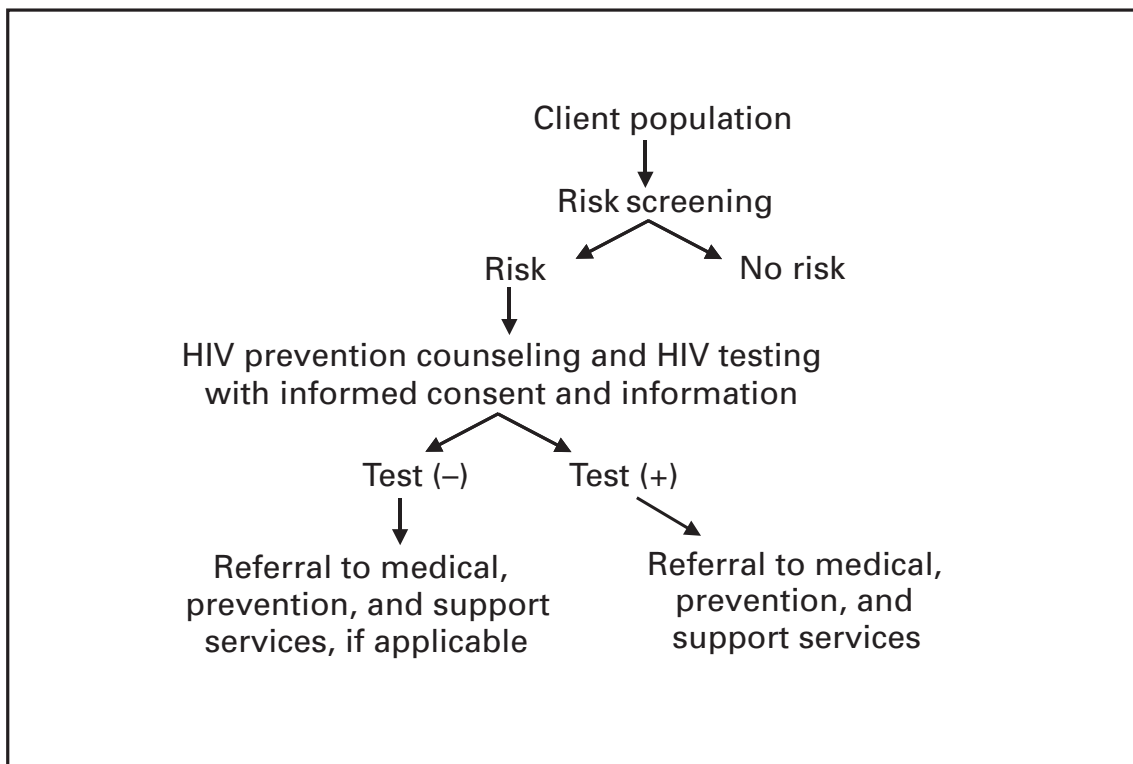 Client population
Risk screening
Risk
No risk
HIV prevention counseling and HIV testing
with informed consent and information
Test (–)
Test (+)
Referral to medical,
prevention, and support
services, if applicable
Referral to medical,
prevention, and
support services